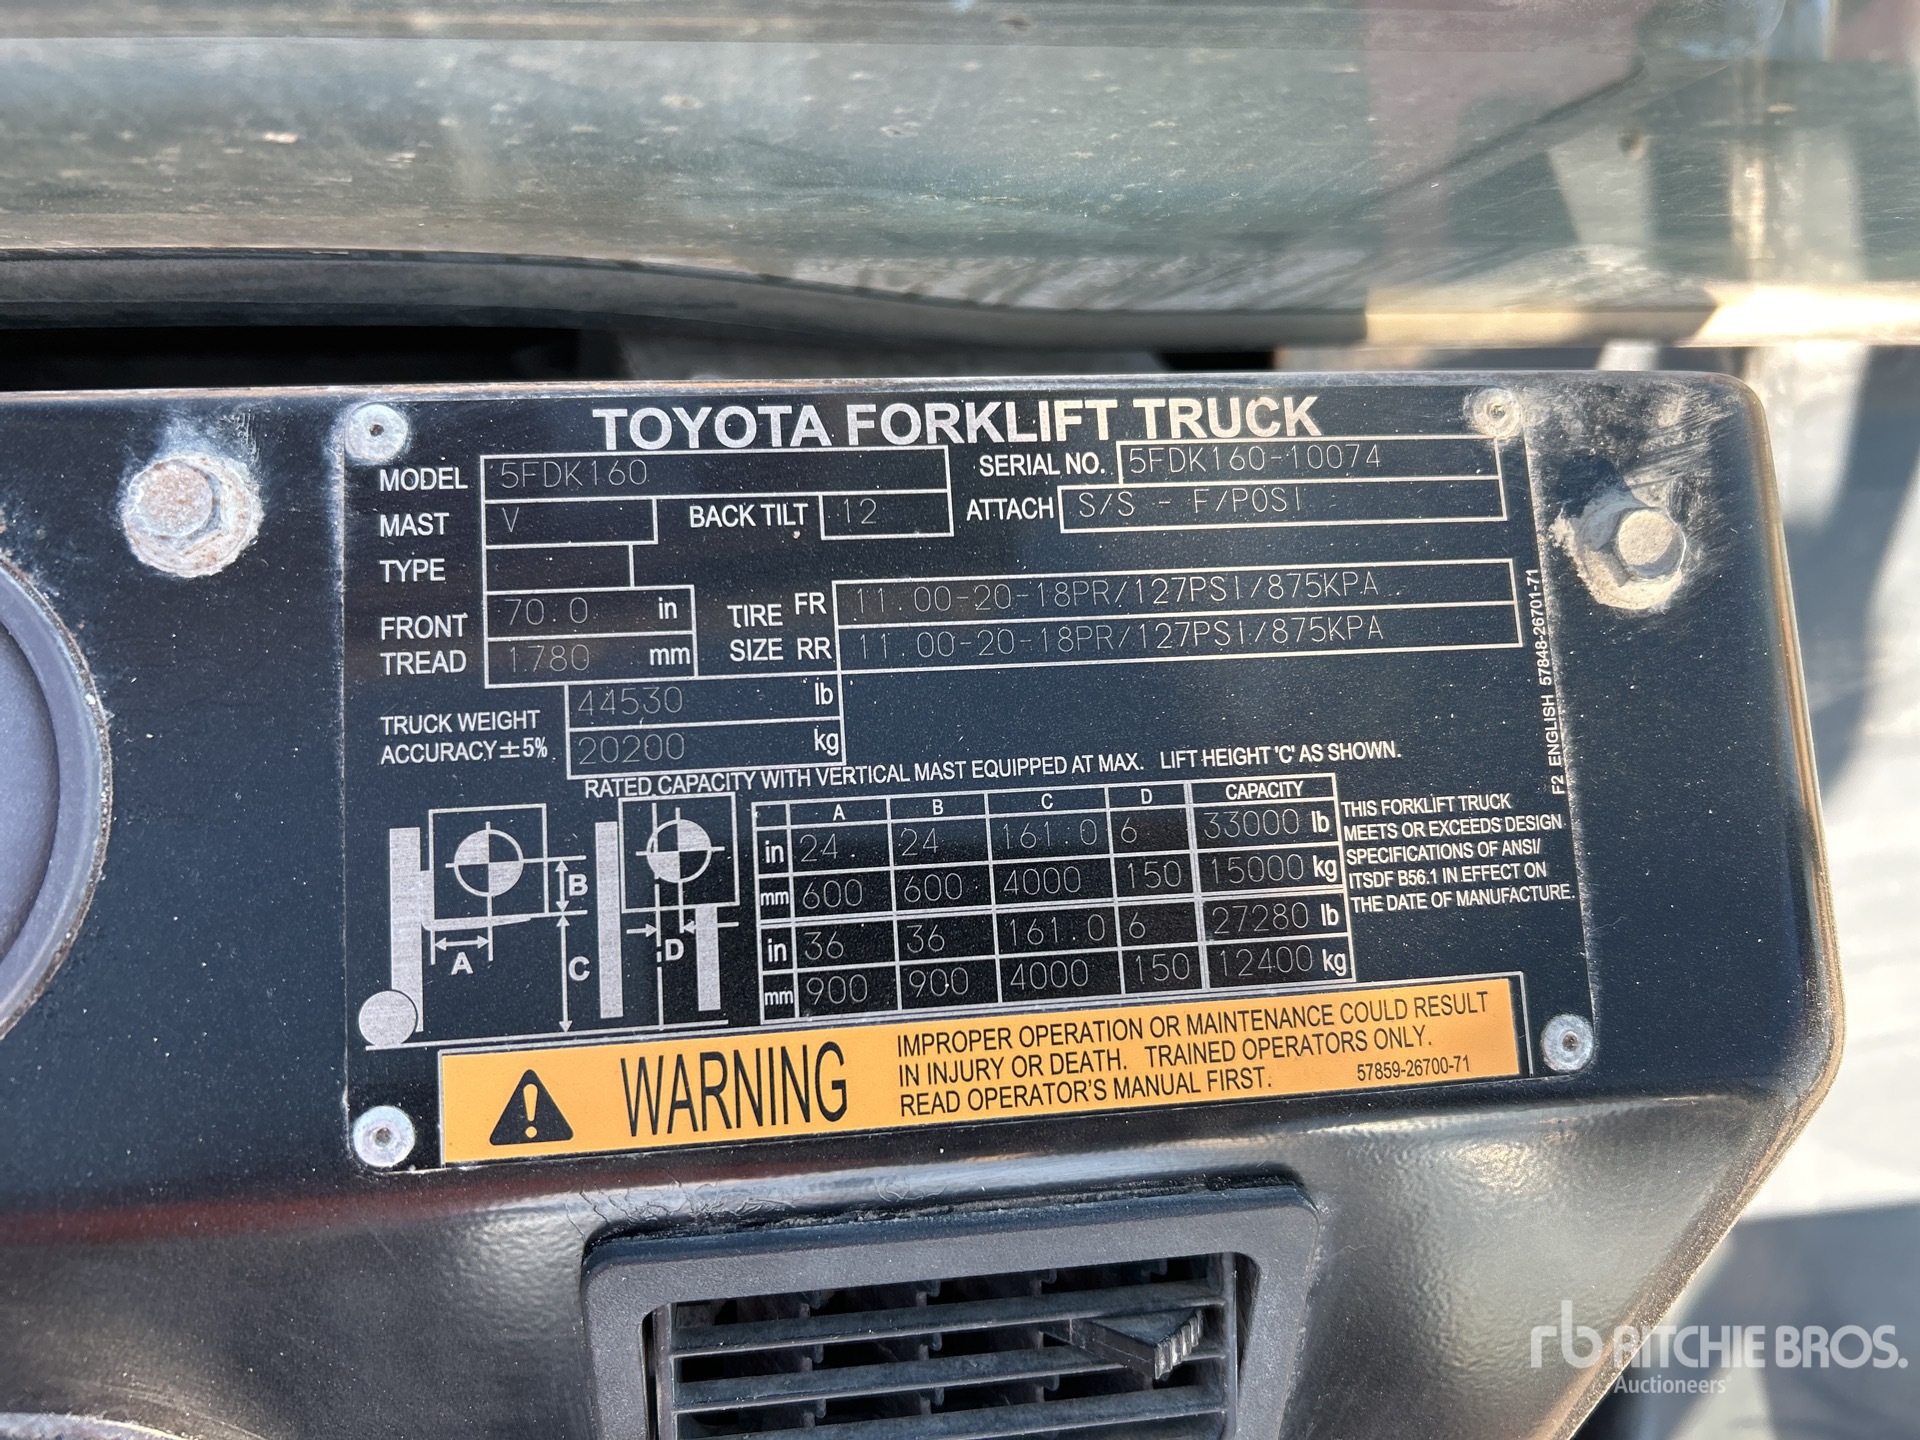 TOYOTA FORKLIFT TRUCK
MODEL 5FDK160 SERIAL NO. 5FDK160-10074
MAST V BACK TILT 12 ATTACH S/S - F/POSI
TYPE
FRONT TREAD 70.0 in
1780 mm
TIRE SIZE FR 11.00-20-18PR/127PSI/875KPA
RR 11.00-20-18PR/127PSI/875KPA
TRUCK WEIGHT 44530 lb
ACCURACY ±5% 20200 kg
RATED CAPACITY WITH VERTICAL MAST EQUIPPED AT MAX. LIFT HEIGHT 'C' AS SHOWN.
A B C D CAPACITY
in 24 24 161.0 6 33000 lb
mm 600 600 4000 150 15000 kg
in 36 36 161.0 6 27280 lb
mm 900 900 4000 150 12400 kg
B
A
C
D
THIS FORKLIFT TRUCK
MEETS OR EXCEEDS DESIGN
SPECIFICATIONS OF ANSI/
ITSDF B56.1 IN EFFECT ON
THE DATE OF MANUFACTURE.
F2 ENGLISH 57848-26701-71
WARNING
IMPROPER OPERATION OR MAINTENANCE COULD RESULT
IN INJURY OR DEATH. TRAINED OPERATORS ONLY.
READ OPERATOR'S MANUAL FIRST. 57859-26700-71
rb RITCHIE BROS.
Auctioneers